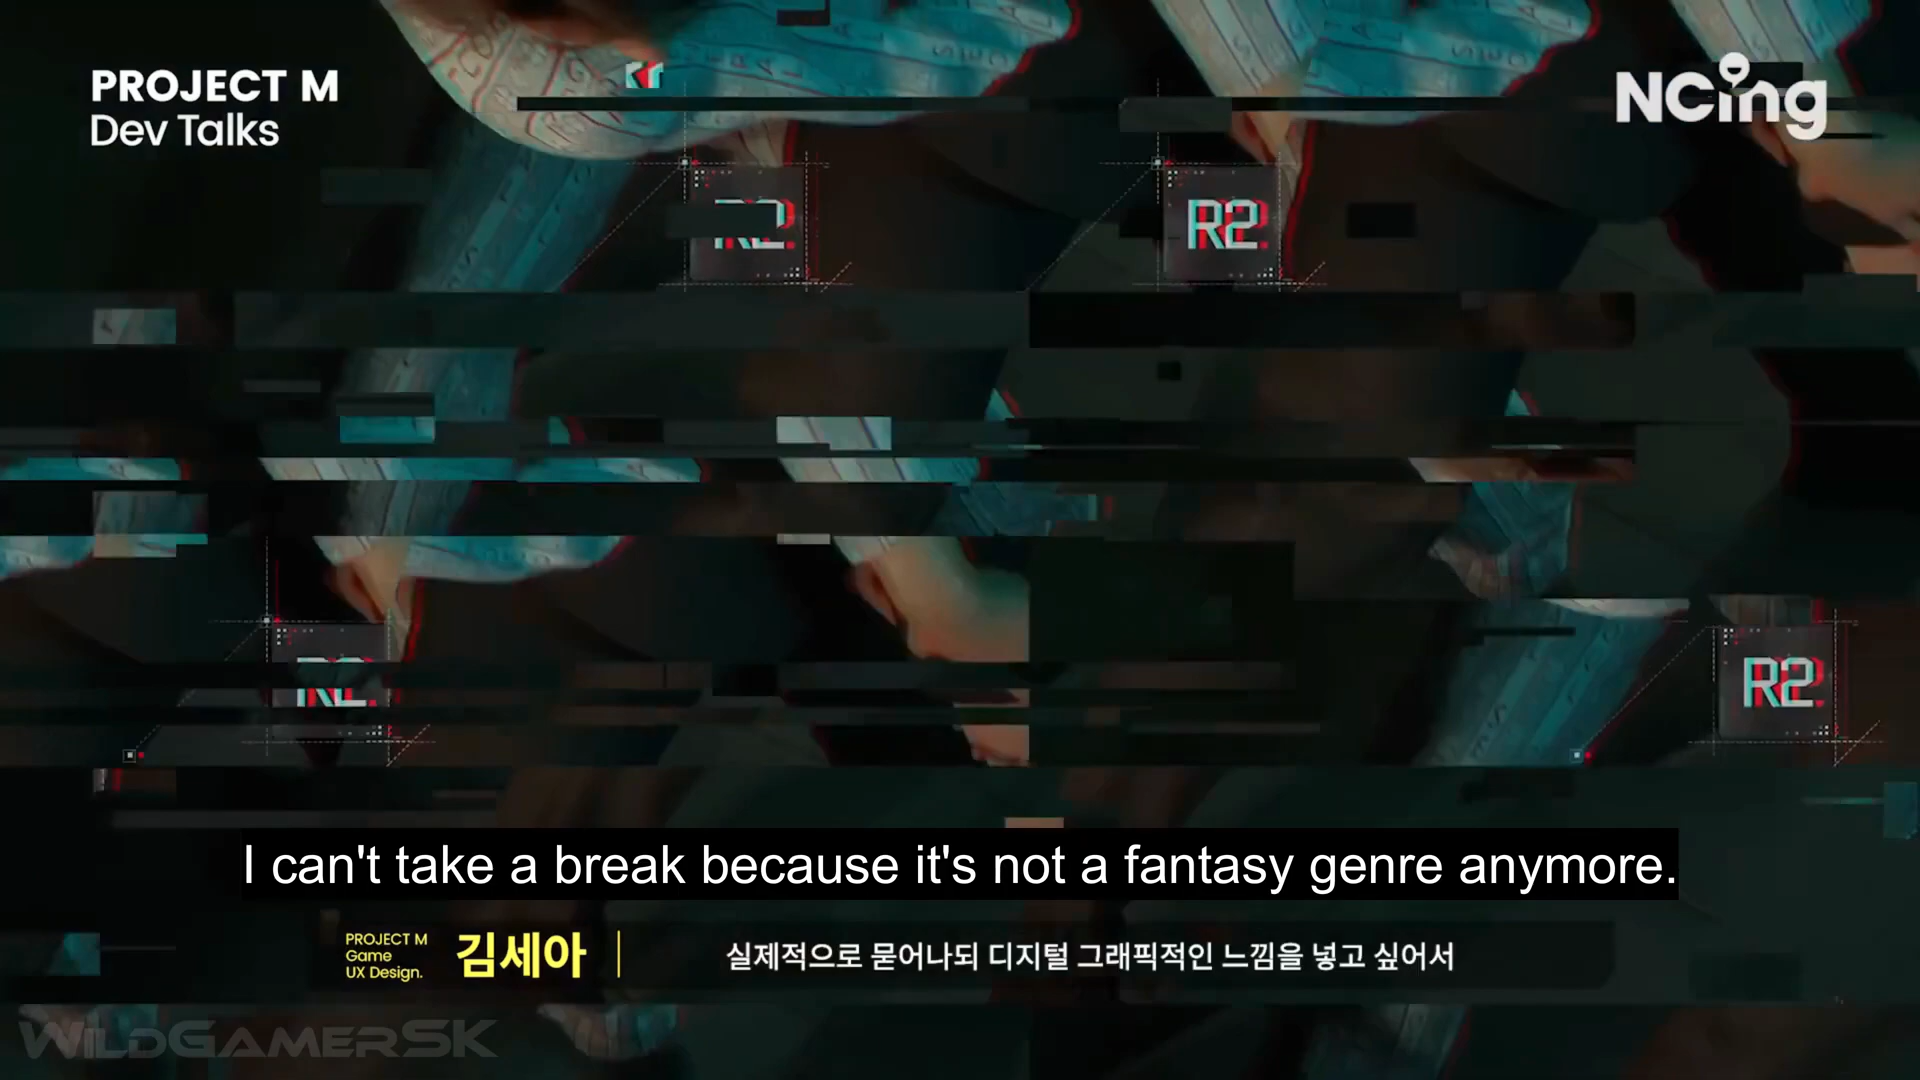 PROJECT M
Dev Talks
NCing
R2.
R2.
R2.
R2.
I can't take a break because it's not a fantasy genre anymore.
PROJECT M
Game
UX Design.
김세아
실제적으로 묻어나되 디지털 그래픽적인 느낌을 넣고 싶어서
WildGamerSK